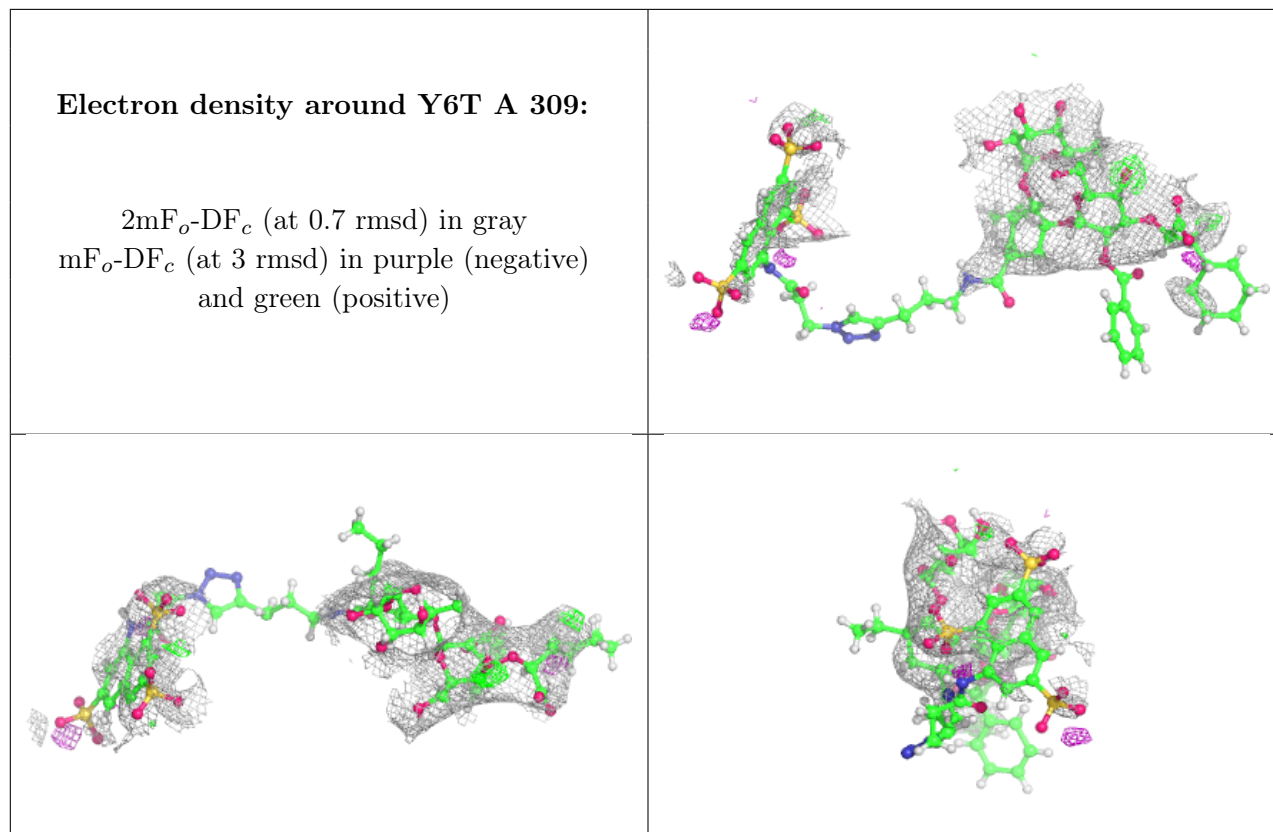 Electron density around Y6T A 309:
2mFₒ-DF𝒸 (at 0.7 rmsd) in gray
mFₒ-DF𝒸 (at 3 rmsd) in purple (negative)
and green (positive)